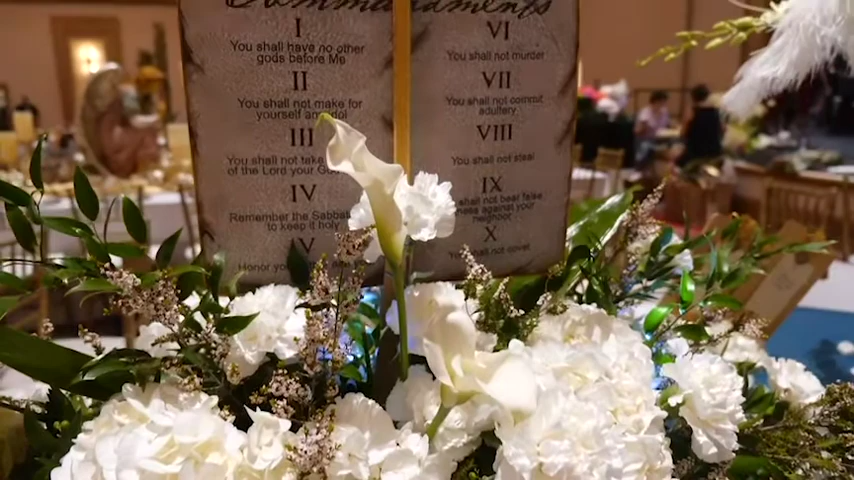 Commandments
I
You shall have no other
gods before Me
II
You shall not make for
yourself an idol
III
You shall not take
of the Lord your God
IV
Remember the Sabbath
to keep it holy
V
Honor
VI
You shall not murder
VII
You shall not commit
adultery
VIII
You shall not steal
IX
You shall not bear false
witness against your
neighbor
X
You shall not covet